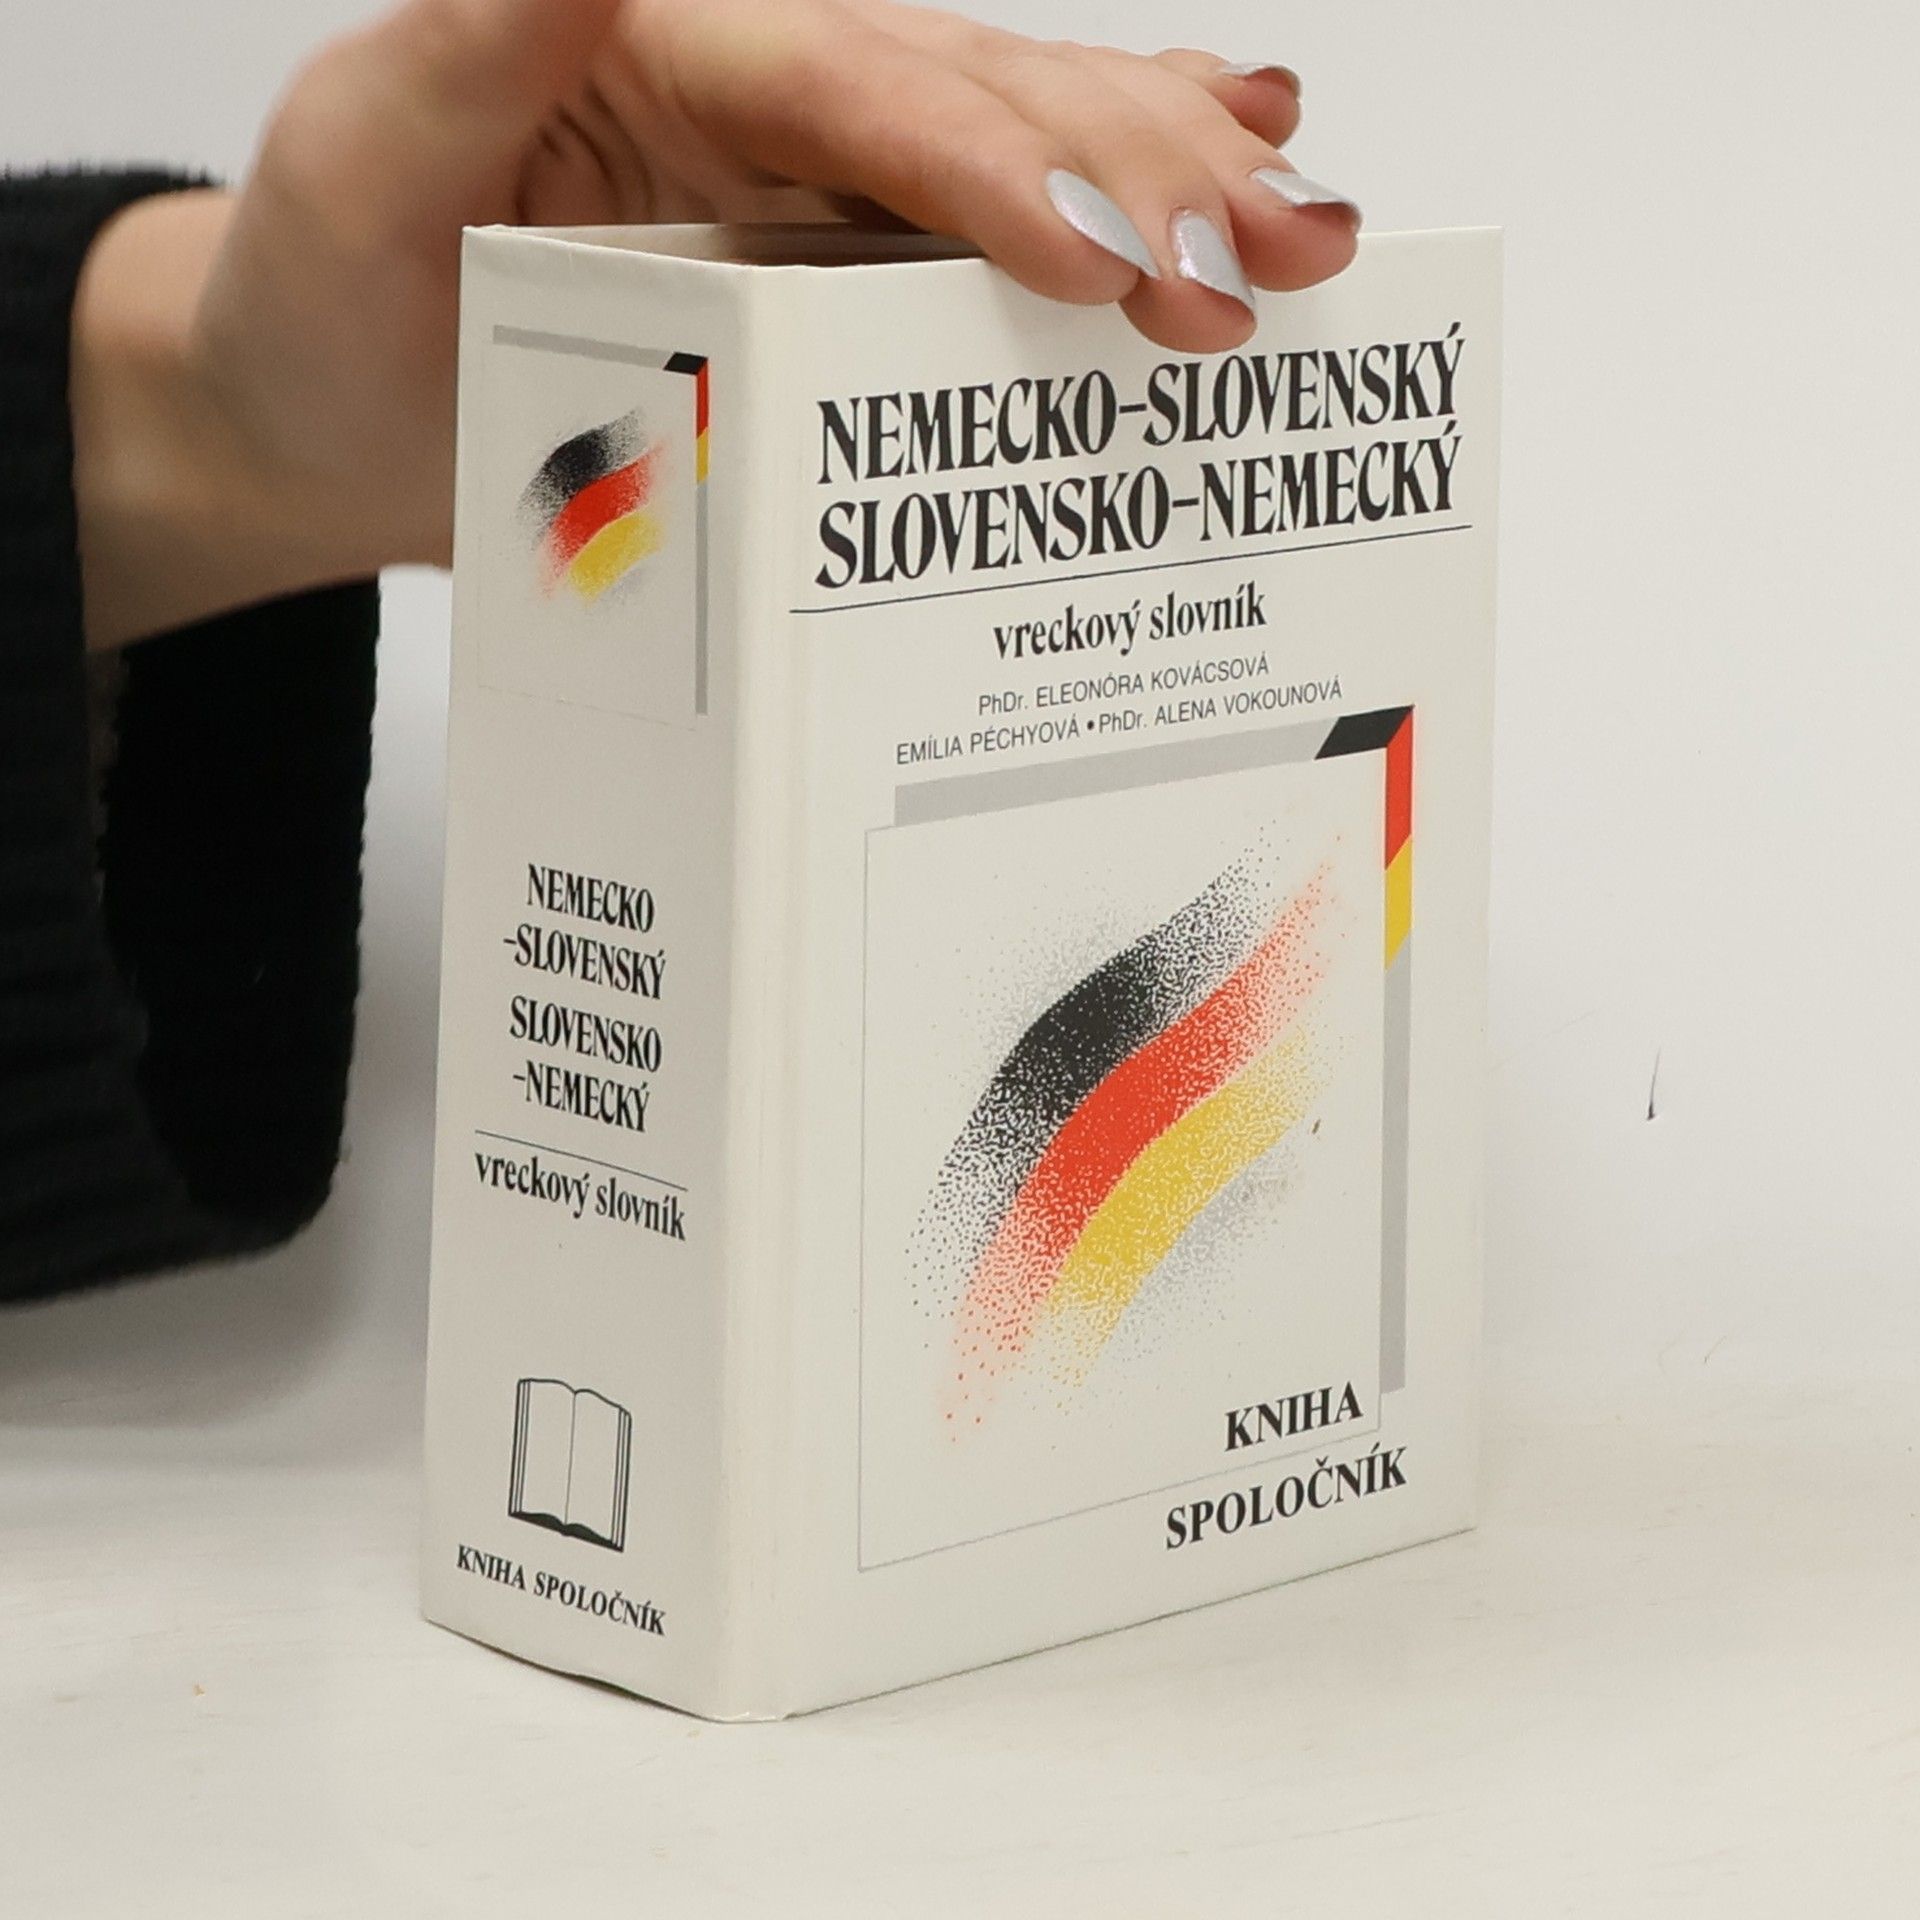 NEMECKO-SLOVENSKÝ
SLOVENSKO-NEMECKÝ
vreckový slovník
PhDr. ELEONÓRA KOVÁCSOVÁ
EMÍLIA PÉCHYOVÁ • PhDr. ALENA VOKOUNOVÁ
KNIHA
SPOLOČNÍK
NEMECKO
-SLOVENSKÝ
SLOVENSKO
-NEMECKÝ
vreckový slovník
KNIHA SPOLOČNÍK